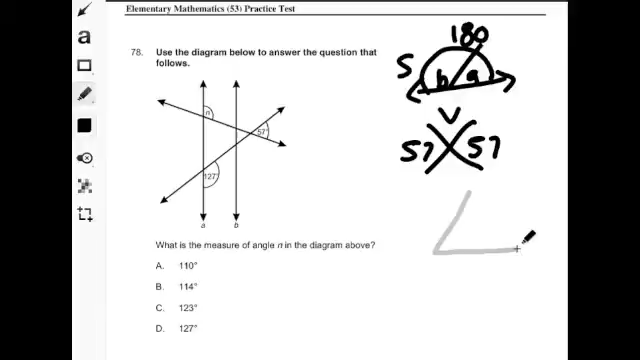 Elementary Mathematics (53) Practice Test
78. Use the diagram below to answer the question that
follows.
n
57°
127°
a b
What is the measure of angle n in the diagram above?
A. 110°
B. 114°
C. 123°
D. 127°
180
S b a
V
57 57
a